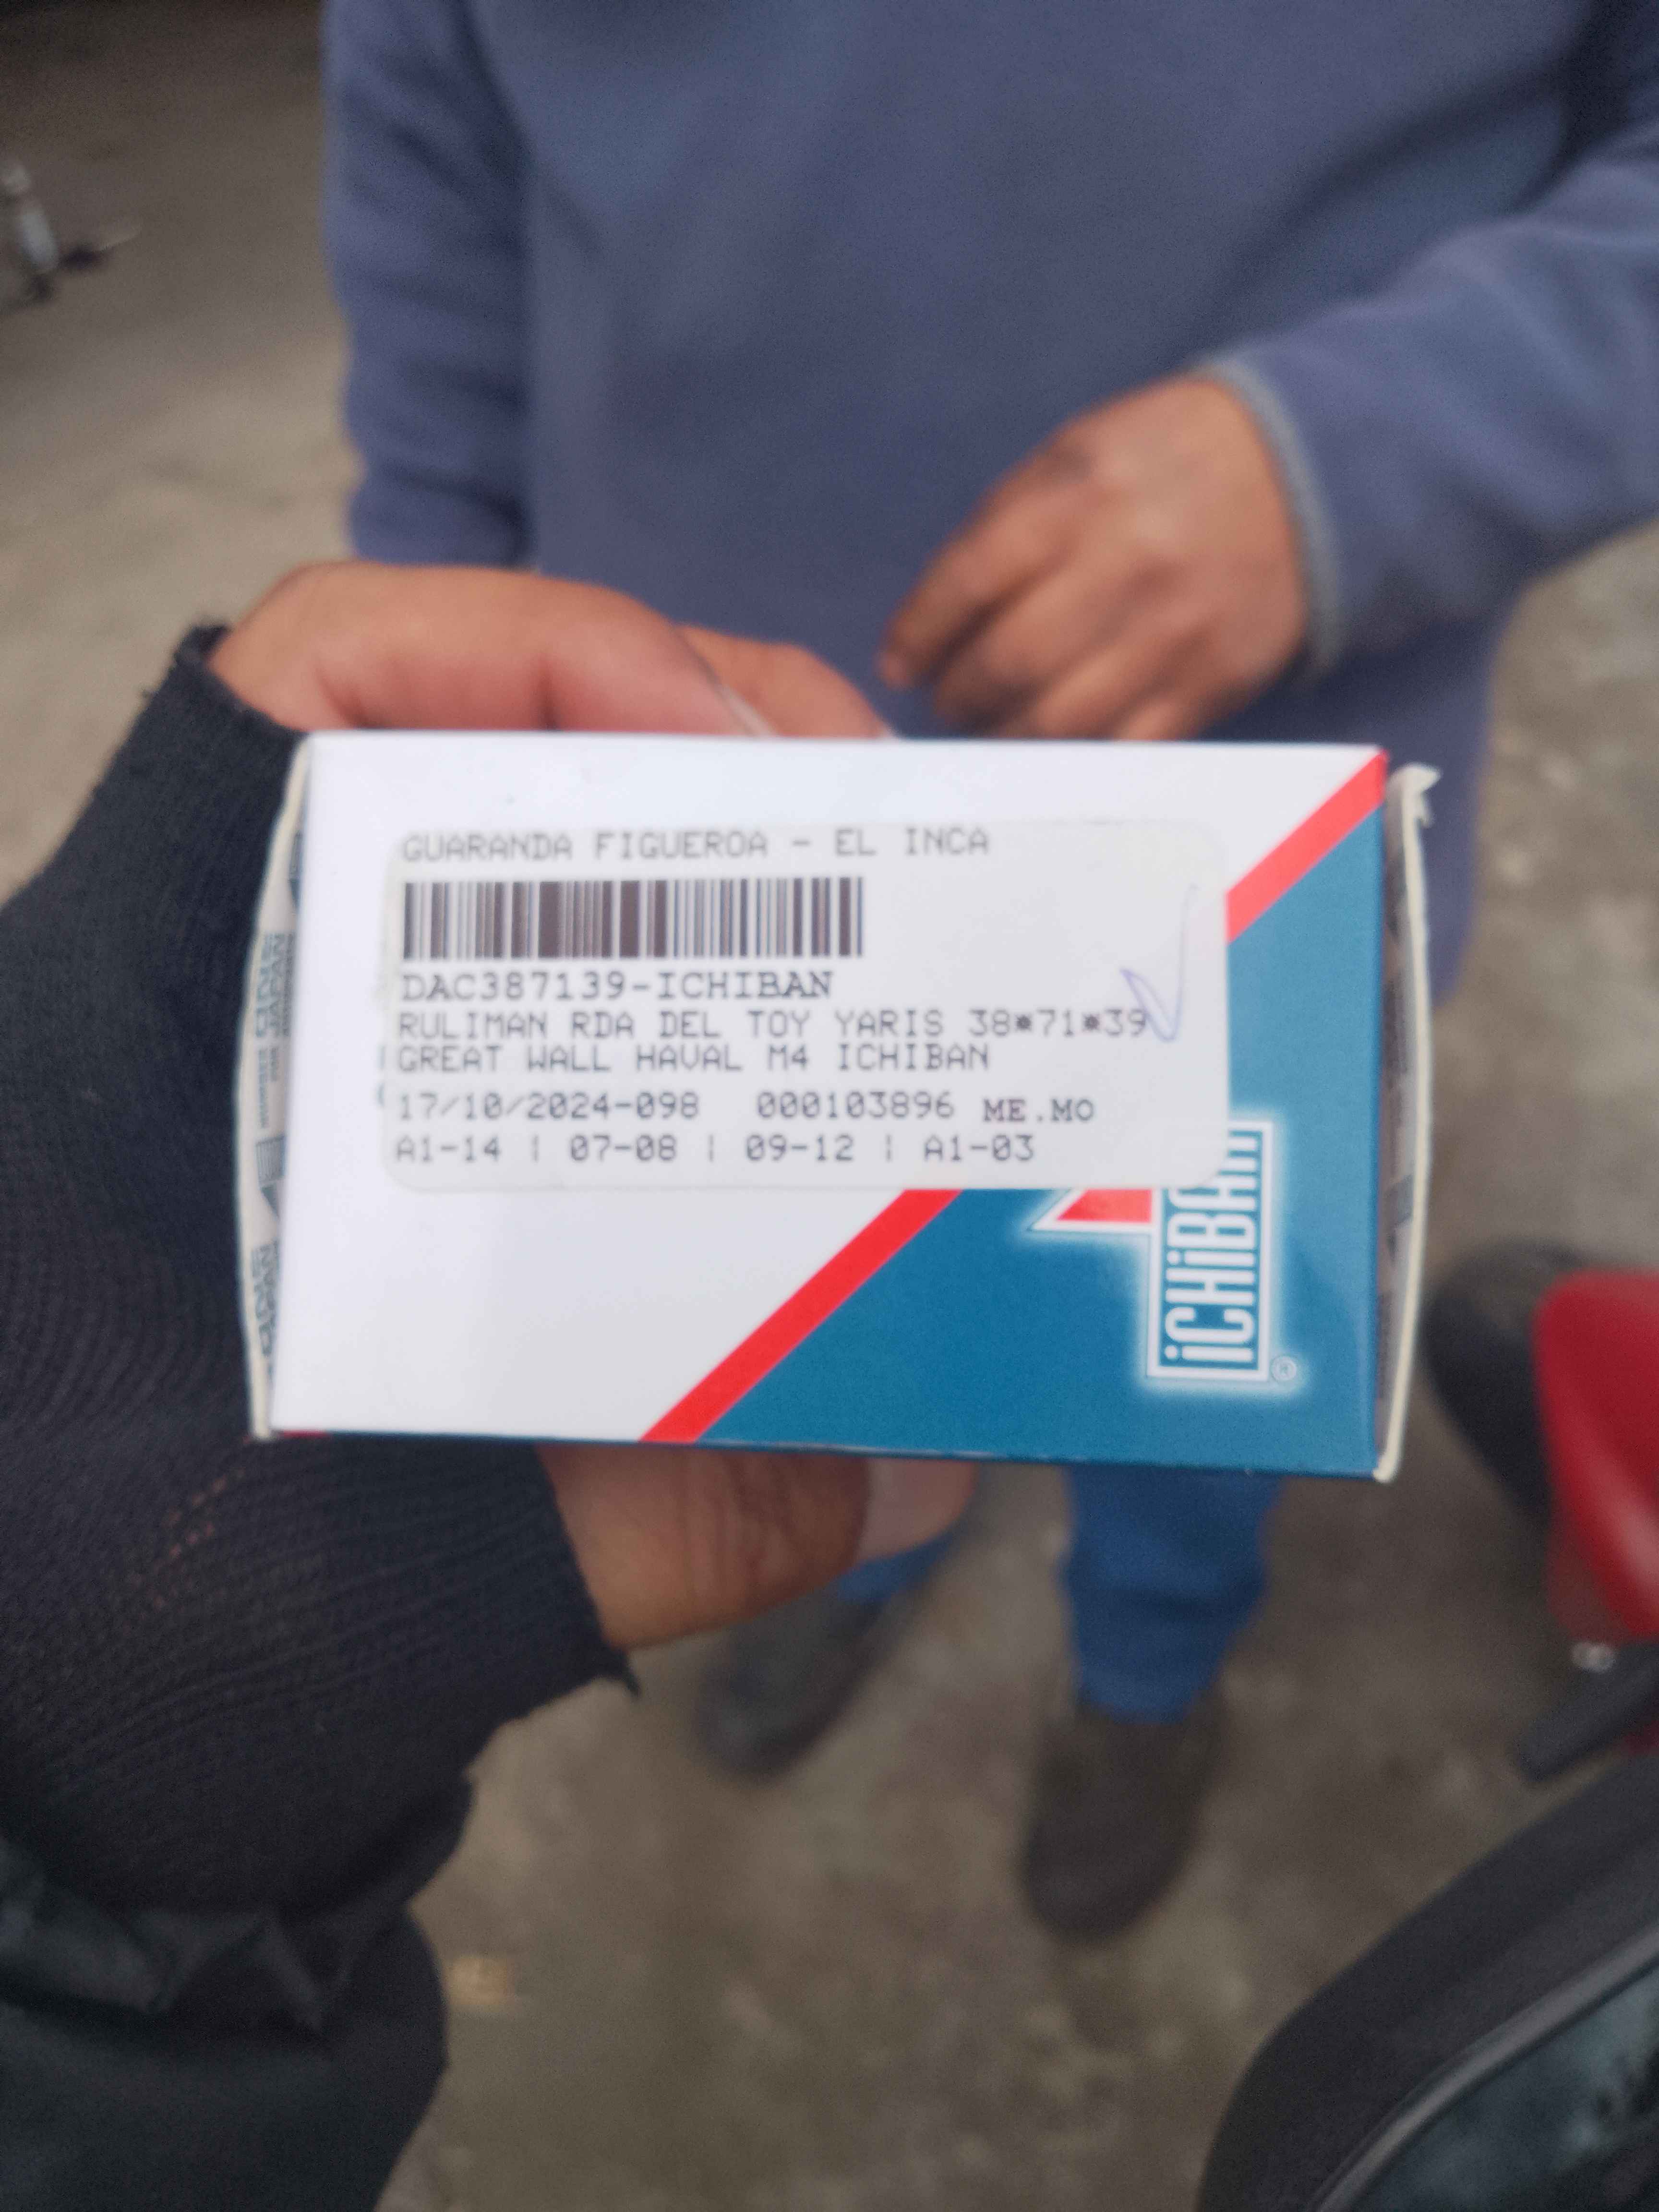 GUARANDA FIGUEROA - EL INCA
DAC387139-ICHIBAN
RULIMAN RDA DEL TOY YARIS 38*71*39
GREAT WALL HAVAL M4 ICHIBAN
17/10/2024-098 000103896 ME.MO
A1-14 | 07-08 | 09-12 | A1-03
iCHiBAN
®